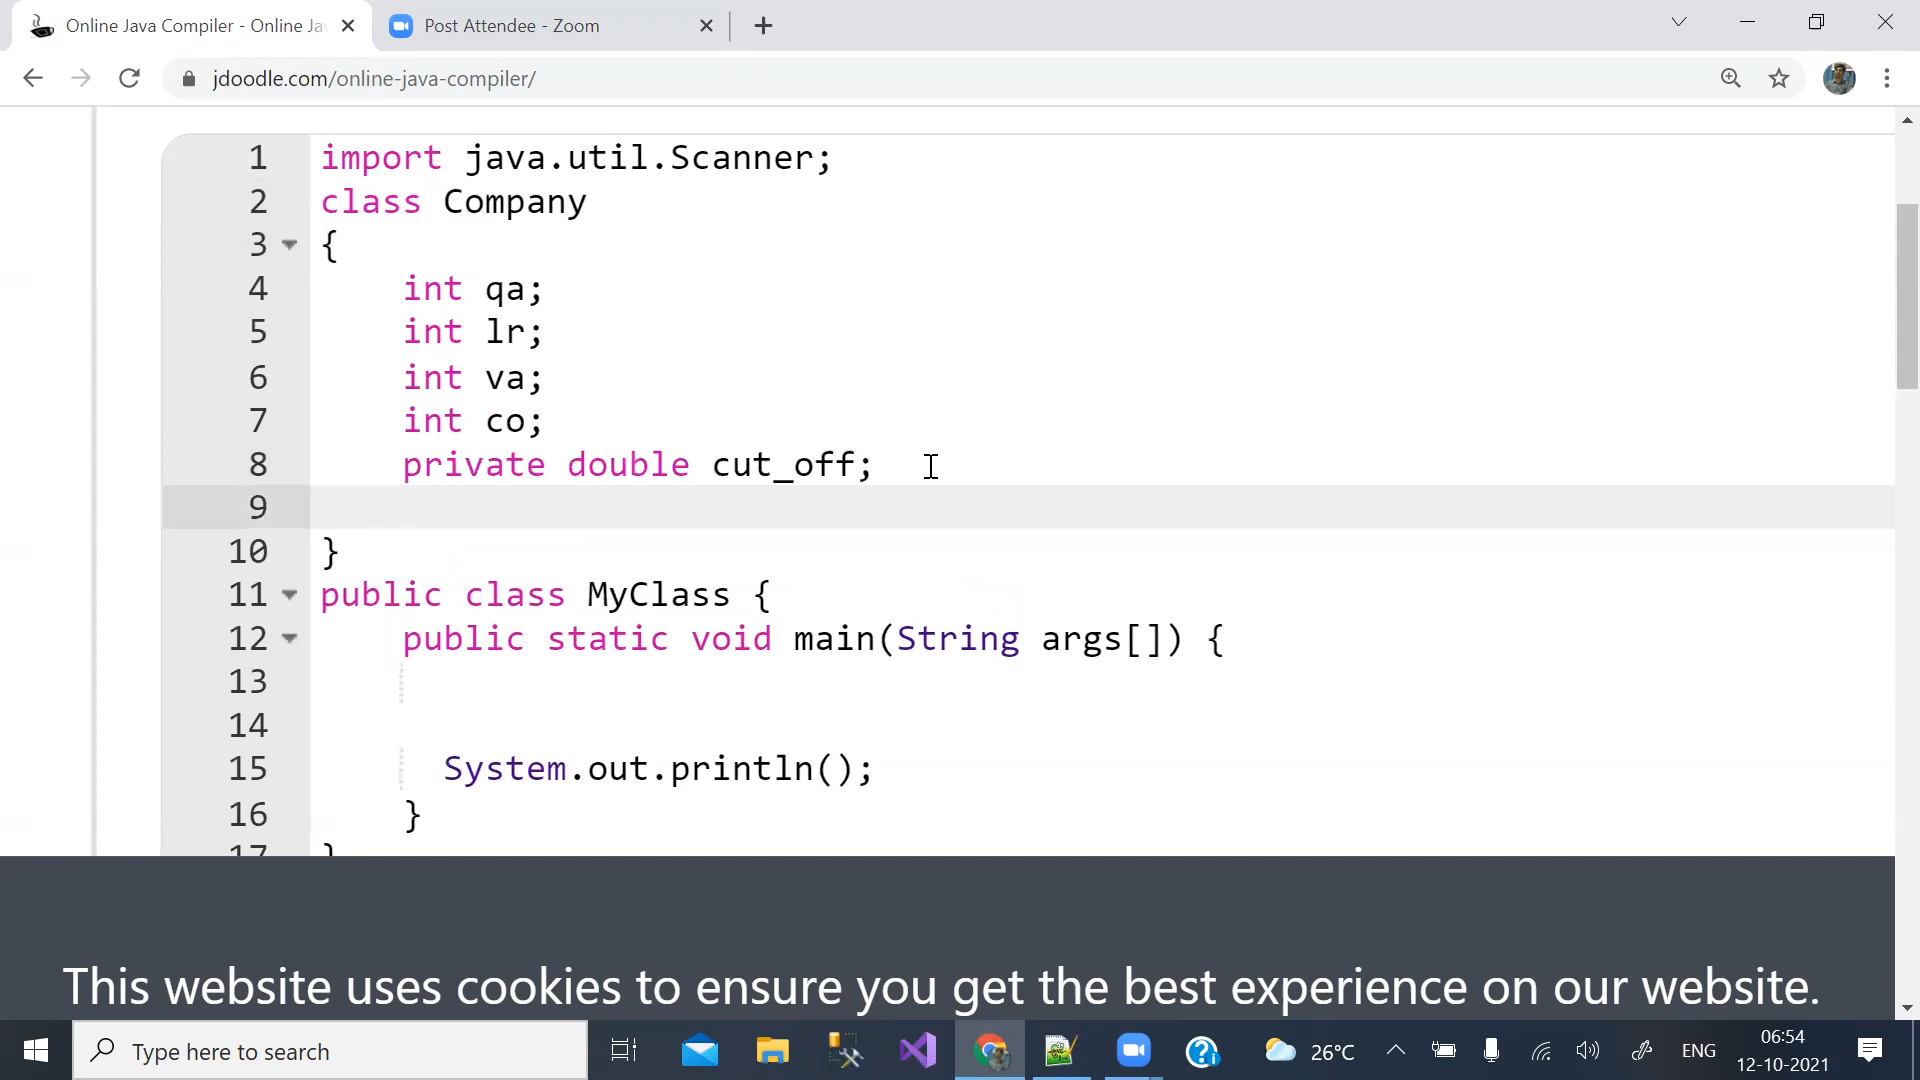 Online Java Compiler - Online Ja
Post Attendee - Zoom
jdoodle.com/online-java-compiler/
1 import java.util.Scanner;
2 class Company
3 {
4 int qa;
5 int lr;
6 int va;
7 int co;
8 private double cut_off;
9
10 }
11 public class MyClass {
12 public static void main(String args[]) {
13
14
15 System.out.println();
16 }
17 }
This website uses cookies to ensure you get the best experience on our website.
Type here to search
26°C
ENG
06:54
12-10-2021